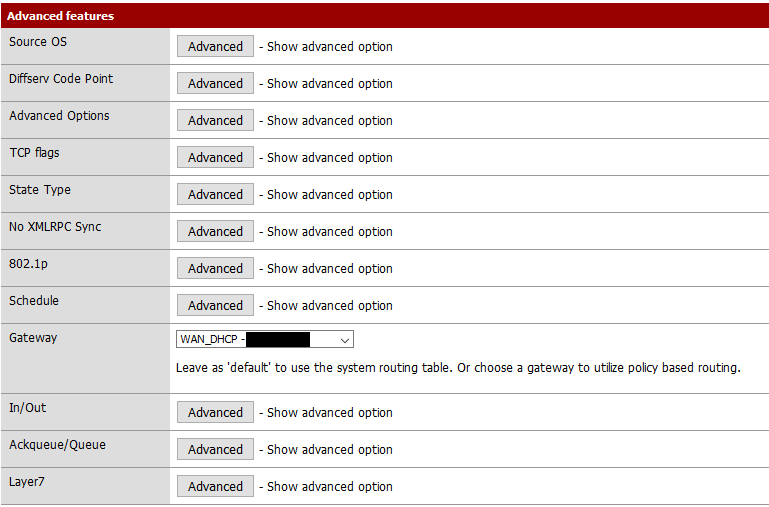 Advanced features
Source OS Advanced - Show advanced option
Diffserv Code Point Advanced - Show advanced option
Advanced Options Advanced - Show advanced option
TCP flags Advanced - Show advanced option
State Type Advanced - Show advanced option
No XMLRPC Sync Advanced - Show advanced option
802.1p Advanced - Show advanced option
Schedule Advanced - Show advanced option
Gateway WAN_DHCP -
Leave as 'default' to use the system routing table. Or choose a gateway to utilize policy based routing.
In/Out Advanced - Show advanced option
Ackqueue/Queue Advanced - Show advanced option
Layer7 Advanced - Show advanced option